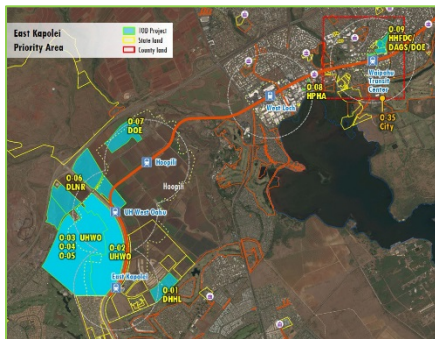 East Kapolei
Priority Area
TOD Project
State land
County land
O-09
HHFDC
DAGS/DOE
Waipahu
Transit
Center
O-08
HPHA
West Loch
O-35
City
O-07
DOE
Hoopili
Hoopili
O-06
DLNR
UH West Oahu
O-03 UHWO
O-04
O-05
O-02
UHWO
East Kapolei
O-01
DHHL